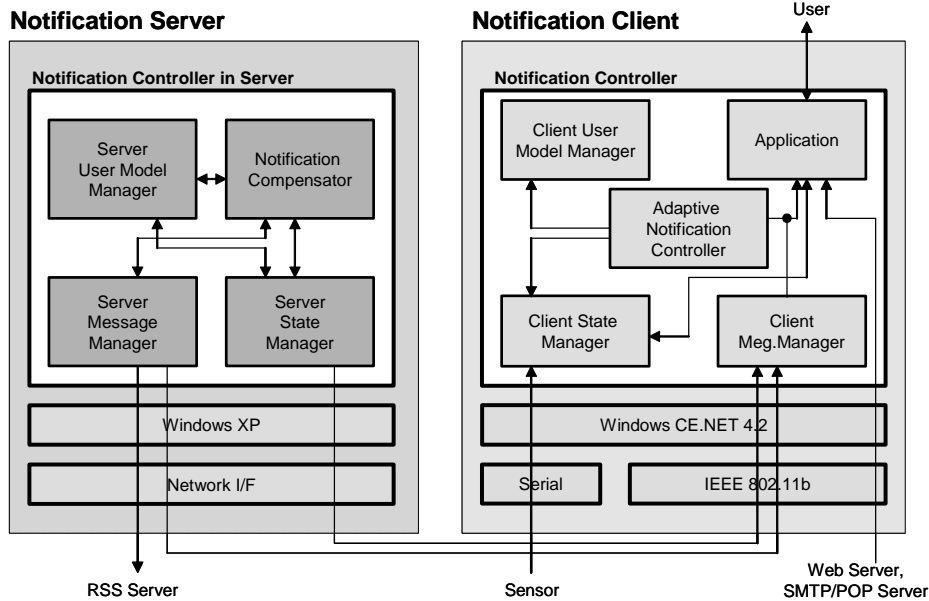 Notification Server
Notification Client
User
Notification Controller in Server
Notification Controller
Server
User Model
Manager
Notification
Compensator
Client User
Model Manager
Application
Adaptive
Notification
Controller
Server
Message
Manager
Server
State
Manager
Client State
Manager
Client
Meg.Manager
Windows XP
Windows CE.NET 4.2
Network I/F
Serial
IEEE 802.11b
RSS Server
Sensor
Web Server,
SMTP/POP Server